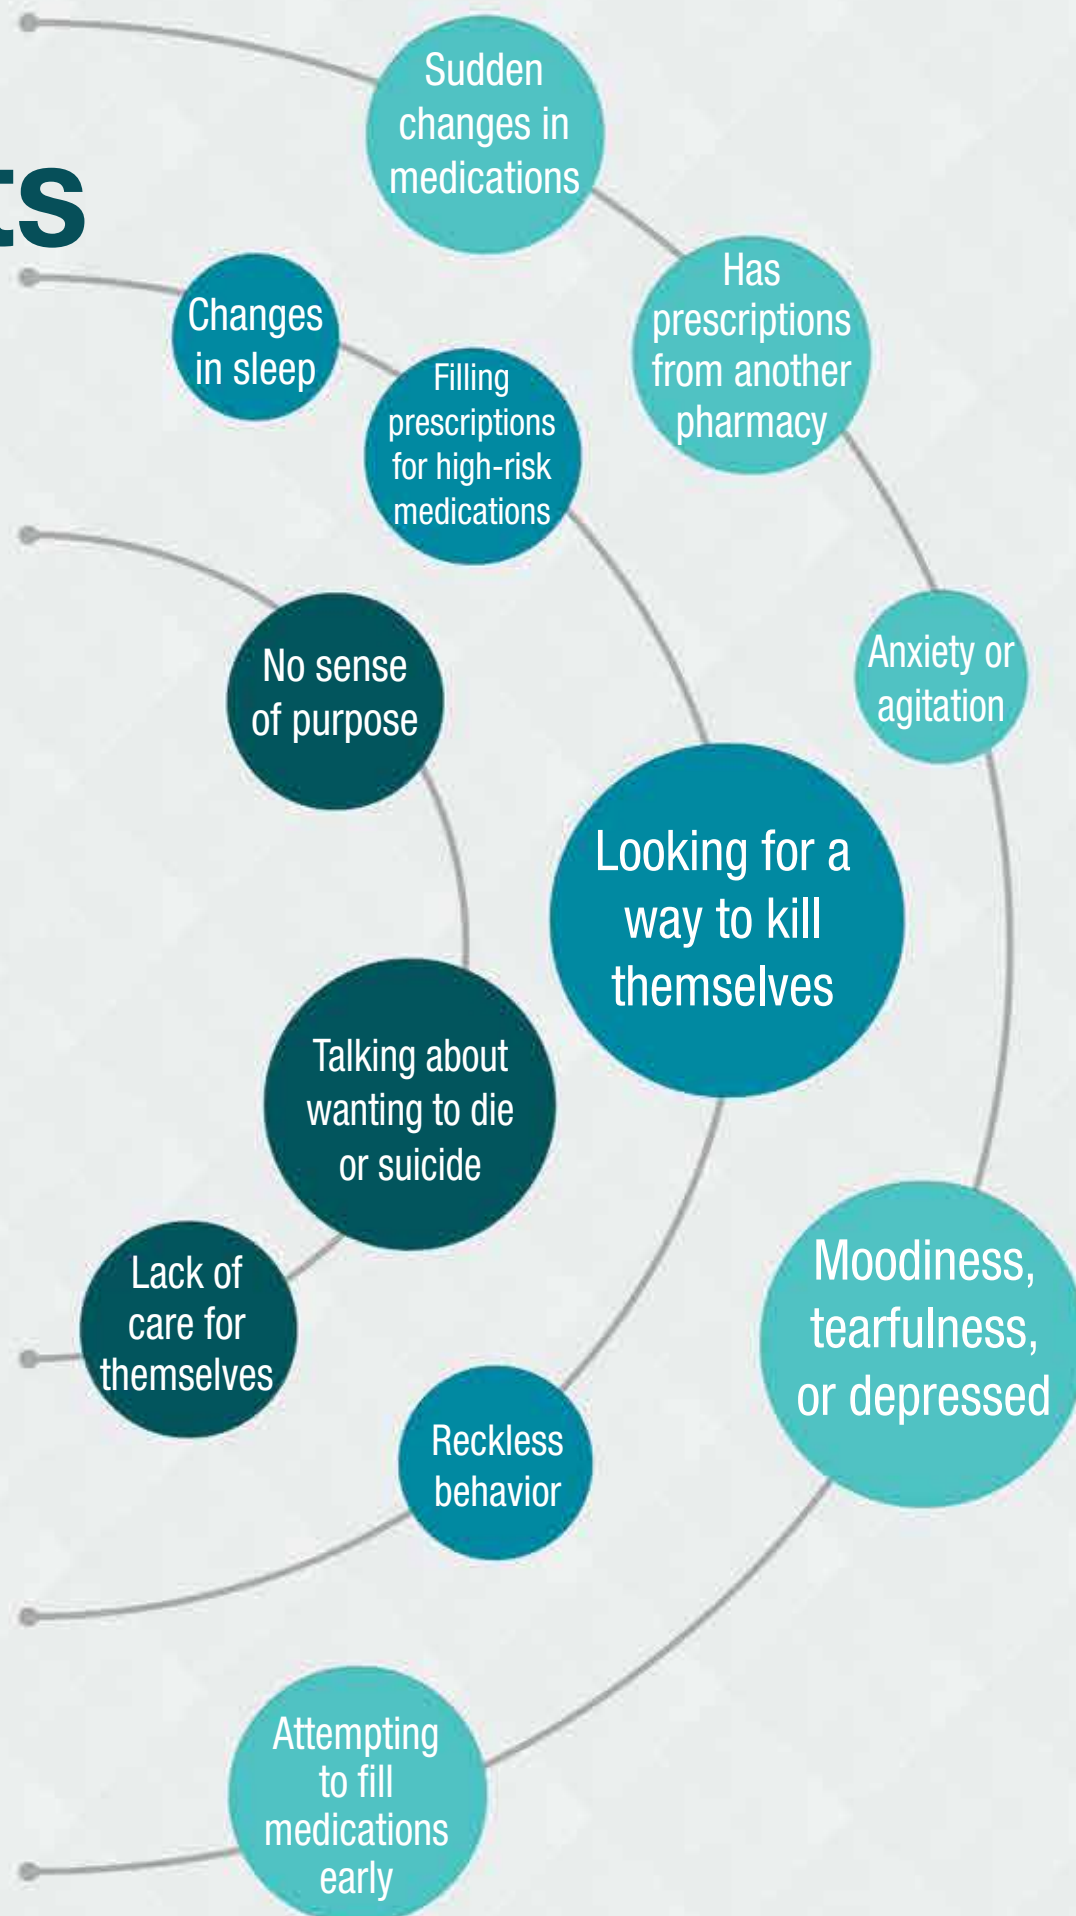 ts
Sudden
changes in
medications
Has
prescriptions
from another
pharmacy
Changes
in sleep
Filling
prescriptions
for high-risk
medications
No sense
of purpose
Anxiety or
agitation
Looking for a
way to kill
themselves
Talking about
wanting to die
or suicide
Lack of
care for
themselves
Moodiness,
tearfulness,
or depressed
Reckless
behavior
Attempting
to fill
medications
early